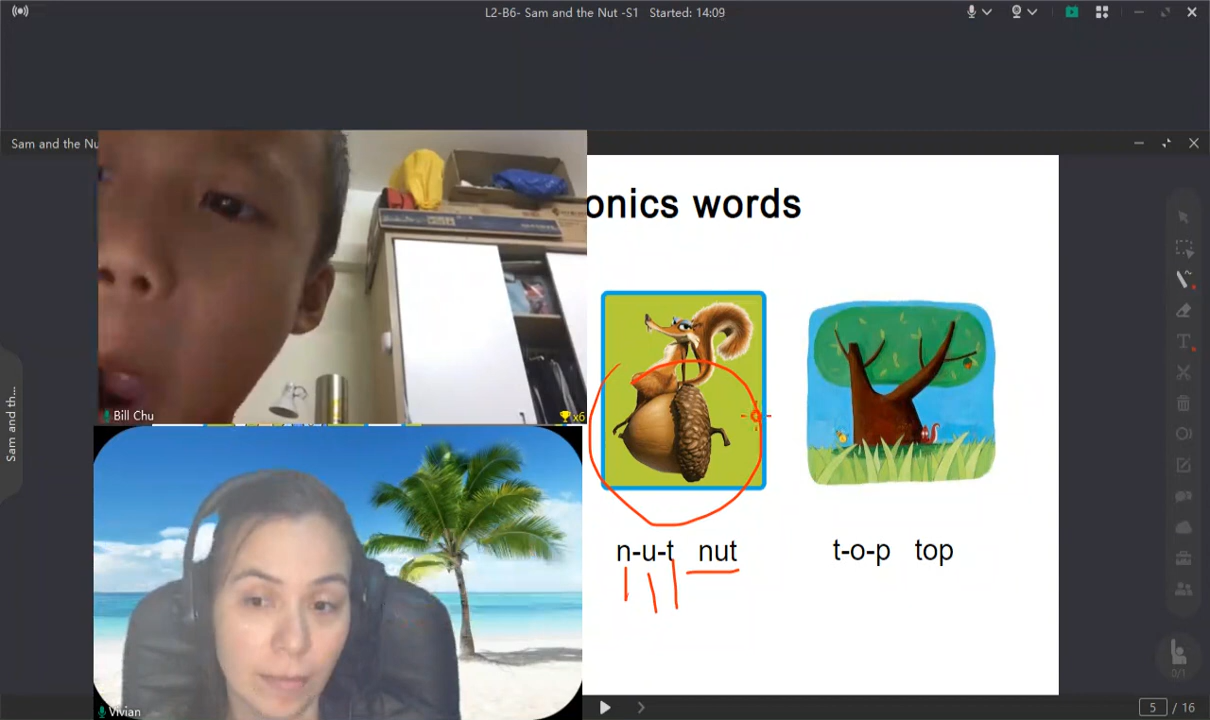 L2-B6- Sam and the Nut -S1 Started: 14:09
Sam and the Nu
onics words
Bill Chu
x6
Sam and th...
n-u-t nut
t-o-p top
0/1
Vivian
5 / 16